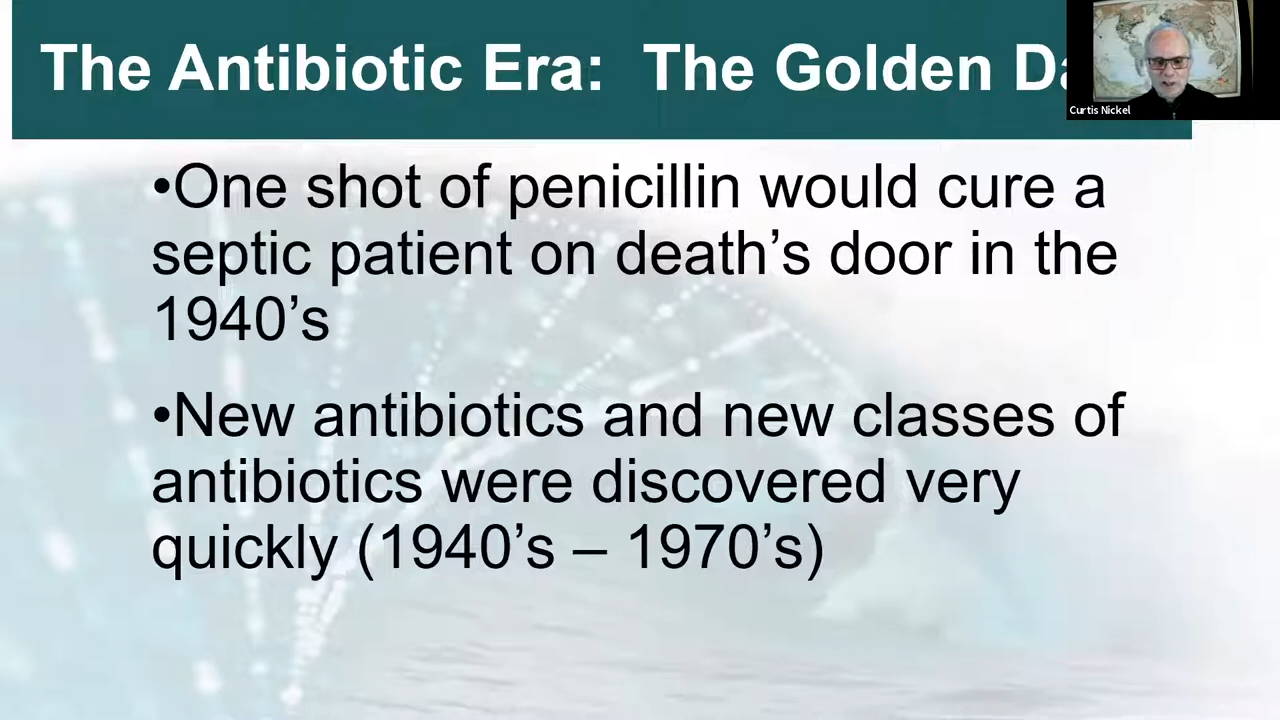 The Antibiotic Era: The Golden
Curtis Nickel
•One shot of penicillin would cure a
septic patient on death’s door in the
1940’s
•New antibiotics and new classes of
antibiotics were discovered very
quickly (1940’s – 1970’s)